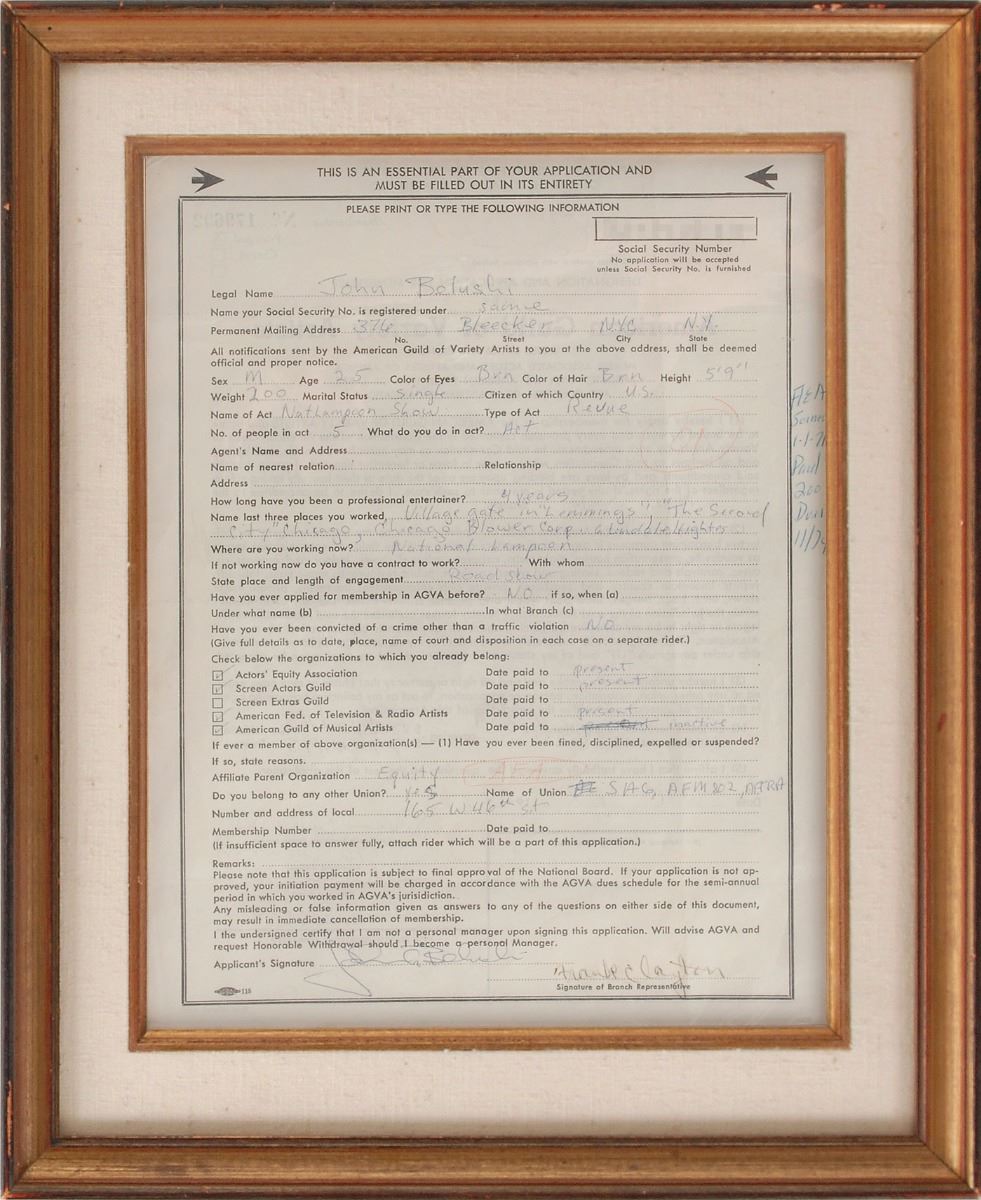 THIS IS AN ESSENTIAL PART OF YOUR APPLICATION AND
MUST BE FILLED OUT IN ITS ENTIRETY
PLEASE PRINT OR TYPE THE FOLLOWING INFORMATION
Social Security Number
No application will be accepted
unless Social Security No. is furnished
Legal Name John Belushi
Name your Social Security No. is registered under same
Permanent Mailing Address 376 Bleecker N.Y.C. N.Y.
No. Street City State
All notifications sent by the American Guild of Variety Artists to you at the above address, shall be deemed
official and proper notice.
Sex M Age 25 Color of Eyes Brn Color of Hair Brn Height 5'9"
Weight 200 Marital Status single Citizen of which Country U.S.
Name of Act Nat Lampoon Show Type of Act Revue
No. of people in act 5 What do you do in act? Act
Agent's Name and Address
Name of nearest relation Relationship
Address
How long have you been a professional entertainer? 4 years
Name last three places you worked, Village gate in "Lemmings", "The Second
City" Chicago, Chicago Blower Corp.
Where are you working now? National Lampoon
If not working now do you have a contract to work? With whom
State place and length of engagement Road show
Have you ever applied for membership in AGVA before? NO if so, when (a)
Under what name (b) In what Branch (c)
Have you ever been convicted of a crime other than a traffic violation NO
(Give full details as to date, place, name of court and disposition in each case on a separate rider.)
Check below the organizations to which you already belong:
Actors' Equity Association Date paid to present
Screen Actors Guild Date paid to present
Screen Extras Guild Date paid to
American Fed. of Television & Radio Artists Date paid to present
American Guild of Musical Artists Date paid to inactive
If ever a member of above organization(s) — (1) Have you ever been fined, disciplined, expelled or suspended?
If so, state reasons.
Affiliate Parent Organization Equity AEA
Do you belong to any other Union? yes Name of Union SAG, AFM 802, AFTRA
Number and address of local 165 W 46th st
Membership Number Date paid to
(If insufficient space to answer fully, attach rider which will be a part of this application.)
Remarks:
Please note that this application is subject to final approval of the National Board. If your application is not ap-
proved, your initiation payment will be charged in accordance with the AGVA dues schedule for the semi-annual
period in which you worked in AGVA's jurisidiction.
Any misleading or false information given as answers to any of the questions on either side of this document,
may result in immediate cancellation of membership.
I the undersigned certify that I am not a personal manager upon signing this application. Will advise AGVA and
request Honorable Withdrawal should I become a personal Manager.
Applicant's Signature John A Belushi Frank Clayton
Signature of Branch Representative
115
AEA
Paid
200